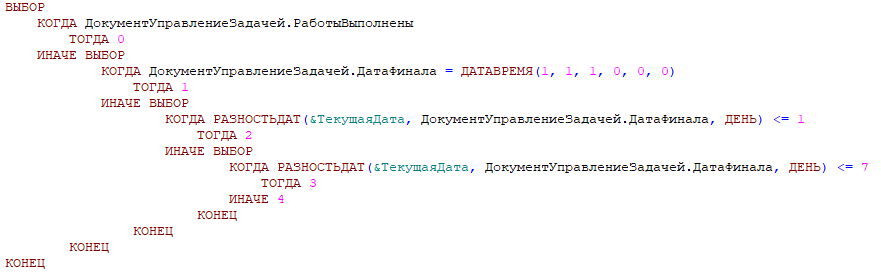 ВЫБОР
КОГДА ДокументУправлениеЗадачей.РаботыВыполнены
ТОГДА 0
ИНАЧЕ ВЫБОР
КОГДА ДокументУправлениеЗадачей.ДатаФинала = ДАТАВРЕМЯ(1, 1, 1, 0, 0, 0)
ТОГДА 1
ИНАЧЕ ВЫБОР
КОГДА РАЗНОСТЬДАТ(&ТекущаяДата, ДокументУправлениеЗадачей.ДатаФинала, ДЕНЬ) <= 1
ТОГДА 2
ИНАЧЕ ВЫБОР
КОГДА РАЗНОСТЬДАТ(&ТекущаяДата, ДокументУправлениеЗадачей.ДатаФинала, ДЕНЬ) <= 7
ТОГДА 3
ИНАЧЕ 4
КОНЕЦ
КОНЕЦ
КОНЕЦ
КОНЕЦ